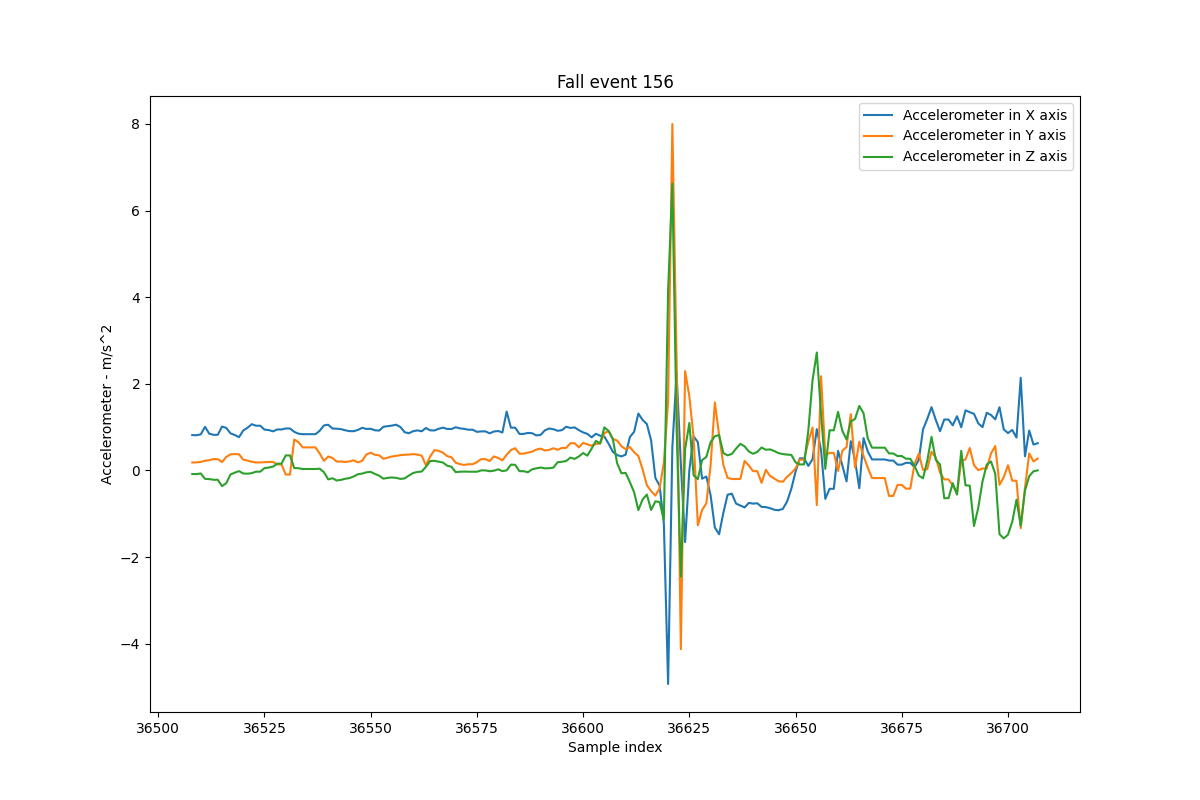 Fall event 156
Accelerometer in X axis
Accelerometer in Y axis
Accelerometer in Z axis
Accelerometer - m/s^2
8
6
4
2
0
−2
−4
36500 36525 36550 36575 36600 36625 36650 36675 36700
Sample index